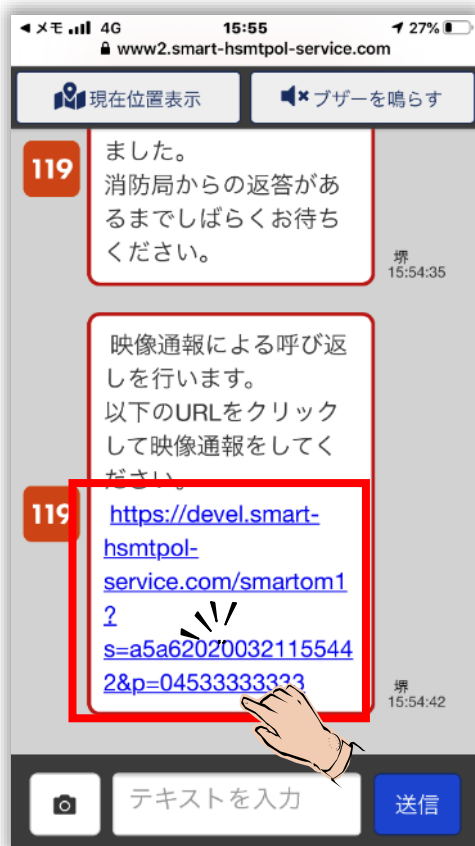 メモ 4G 15:55 27%
www2.smart-hsmtpol-service.com
現在位置表示 ブザーを鳴らす
ました。
119
消防局からの返答があ
るまでしばらくお待ち
ください。
堺
15:54:35
映像通報による呼び返
しを行います。
以下のURLをクリック
して映像通報をしてく
ださい。
119
https://devel.smart-
hsmtpol-
service.com/smartom1
?
s=a5a62020032115544
2&p=04533333333
堺
15:54:42
テキストを入力 送信